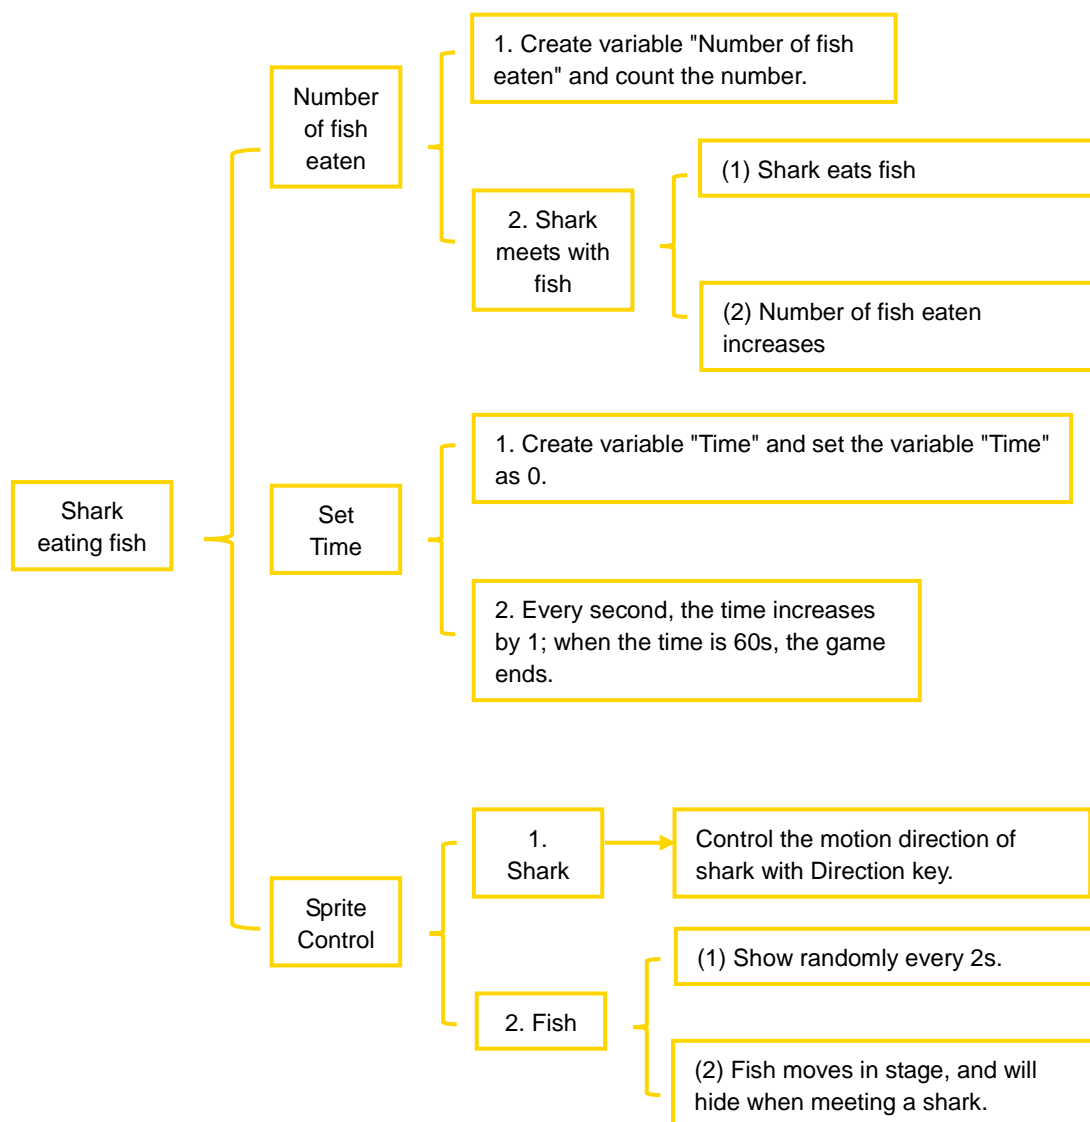 Shark
eating fish
Number
of fish
eaten
1. Create variable "Number of fish
eaten" and count the number.
2. Shark
meets with
fish
(1) Shark eats fish
(2) Number of fish eaten
increases
Set
Time
1. Create variable "Time" and set the variable "Time"
as 0.
2. Every second, the time increases
by 1; when the time is 60s, the game
ends.
Sprite
Control
1.
Shark
Control the motion direction of
shark with Direction key.
2. Fish
(1) Show randomly every 2s.
(2) Fish moves in stage, and will
hide when meeting a shark.